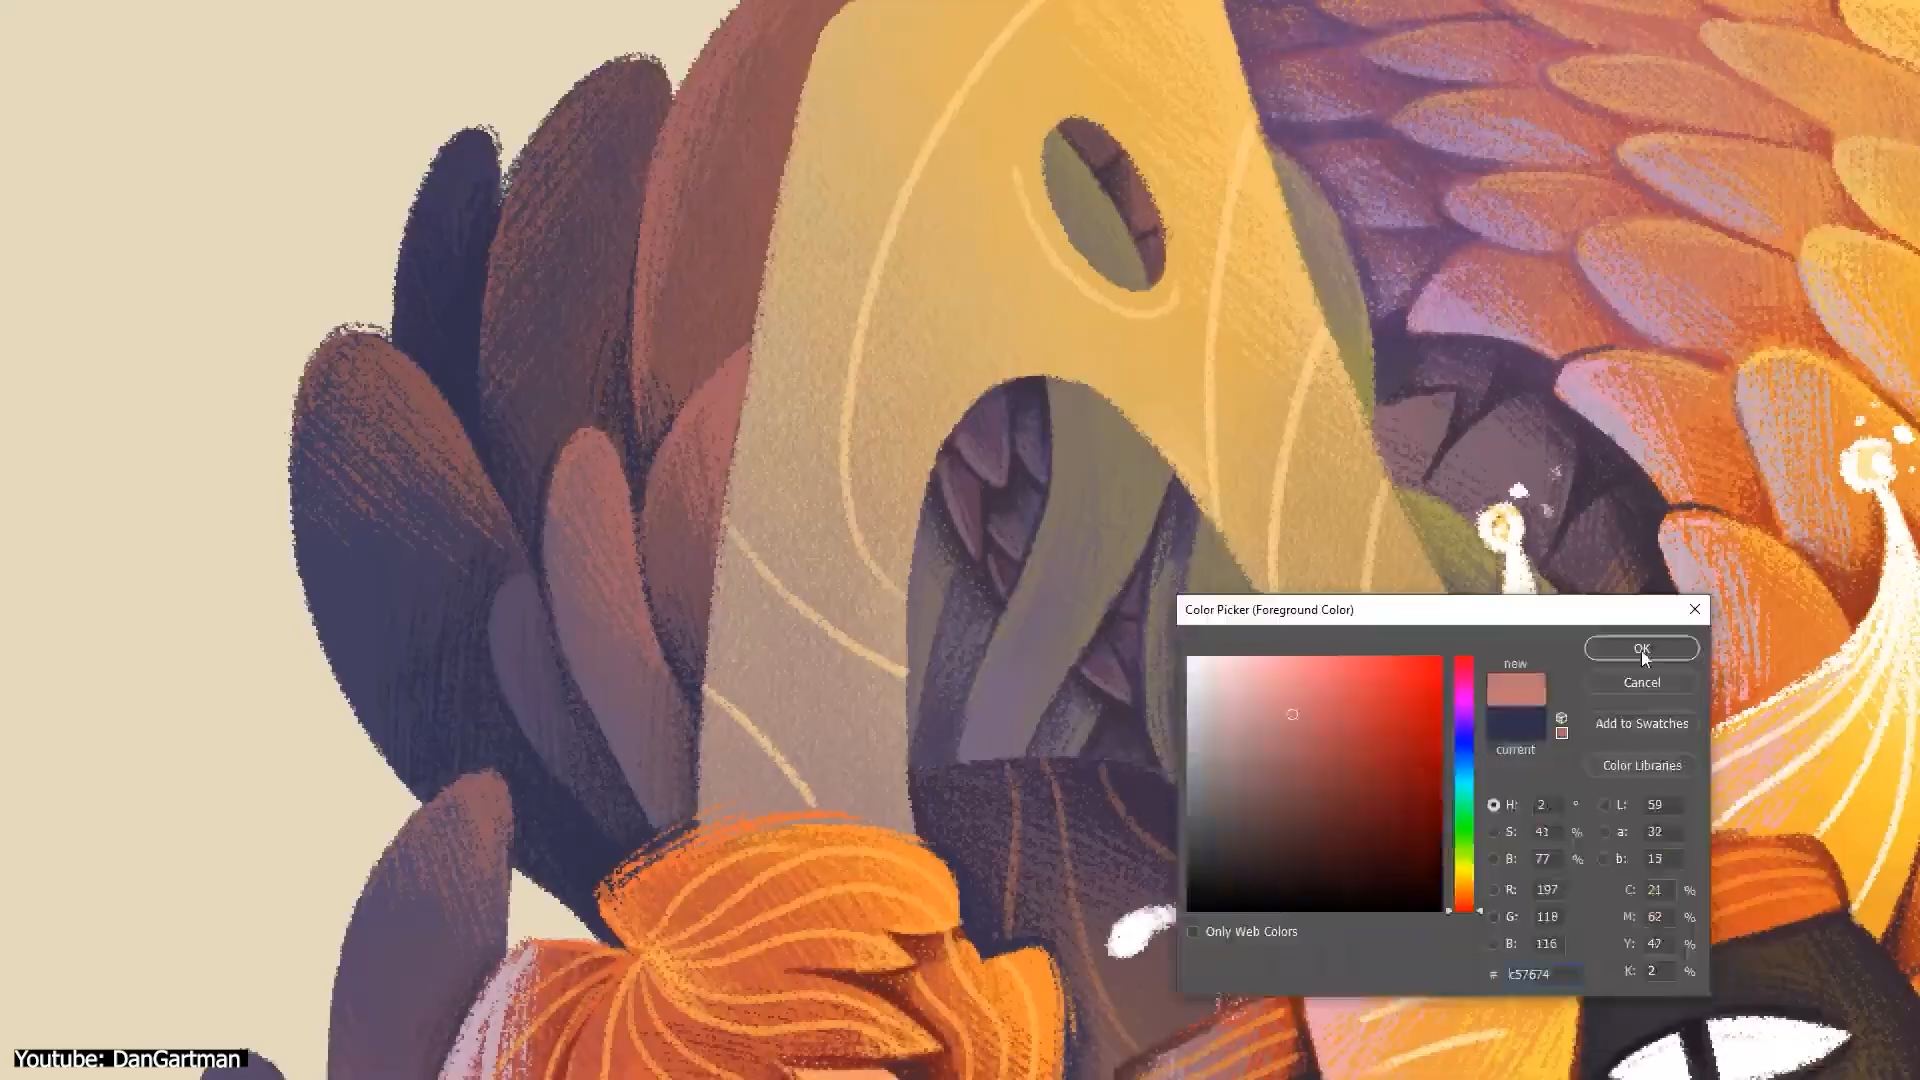 Color Picker (Foreground Color)
OK
new
Cancel
Add to Swatches
current
Color Libraries
H: 2 °
L: 59
S: 41 %
a: 32
B: 77 %
b: 15
R: 197
C: 21 %
G: 118
M: 62 %
B: 116
Y: 47 %
Only Web Colors
# c57674
K: 2 %
Youtube: DanGartman